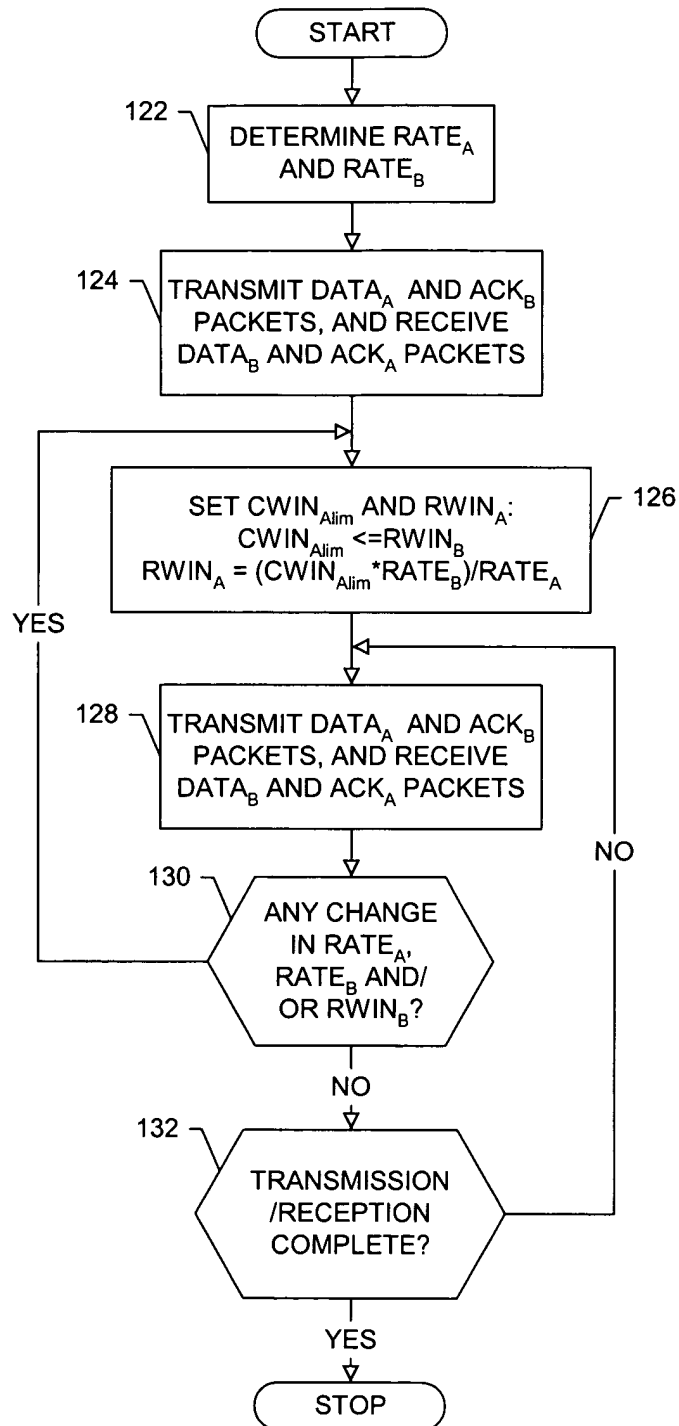 START
122
DETERMINE RATE_A
AND RATE_B
124
TRANSMIT DATA_A AND ACK_B
PACKETS, AND RECEIVE
DATA_B AND ACK_A PACKETS
SET CWIN_Alim AND RWIN_A:
CWIN_Alim <=RWIN_B
RWIN_A = (CWIN_Alim*RATE_B)/RATE_A
126
YES
128
TRANSMIT DATA_A AND ACK_B
PACKETS, AND RECEIVE
DATA_B AND ACK_A PACKETS
NO
130
ANY CHANGE
IN RATE_A,
RATE_B AND/
OR RWIN_B?
NO
132
TRANSMISSION
/RECEPTION
COMPLETE?
YES
STOP